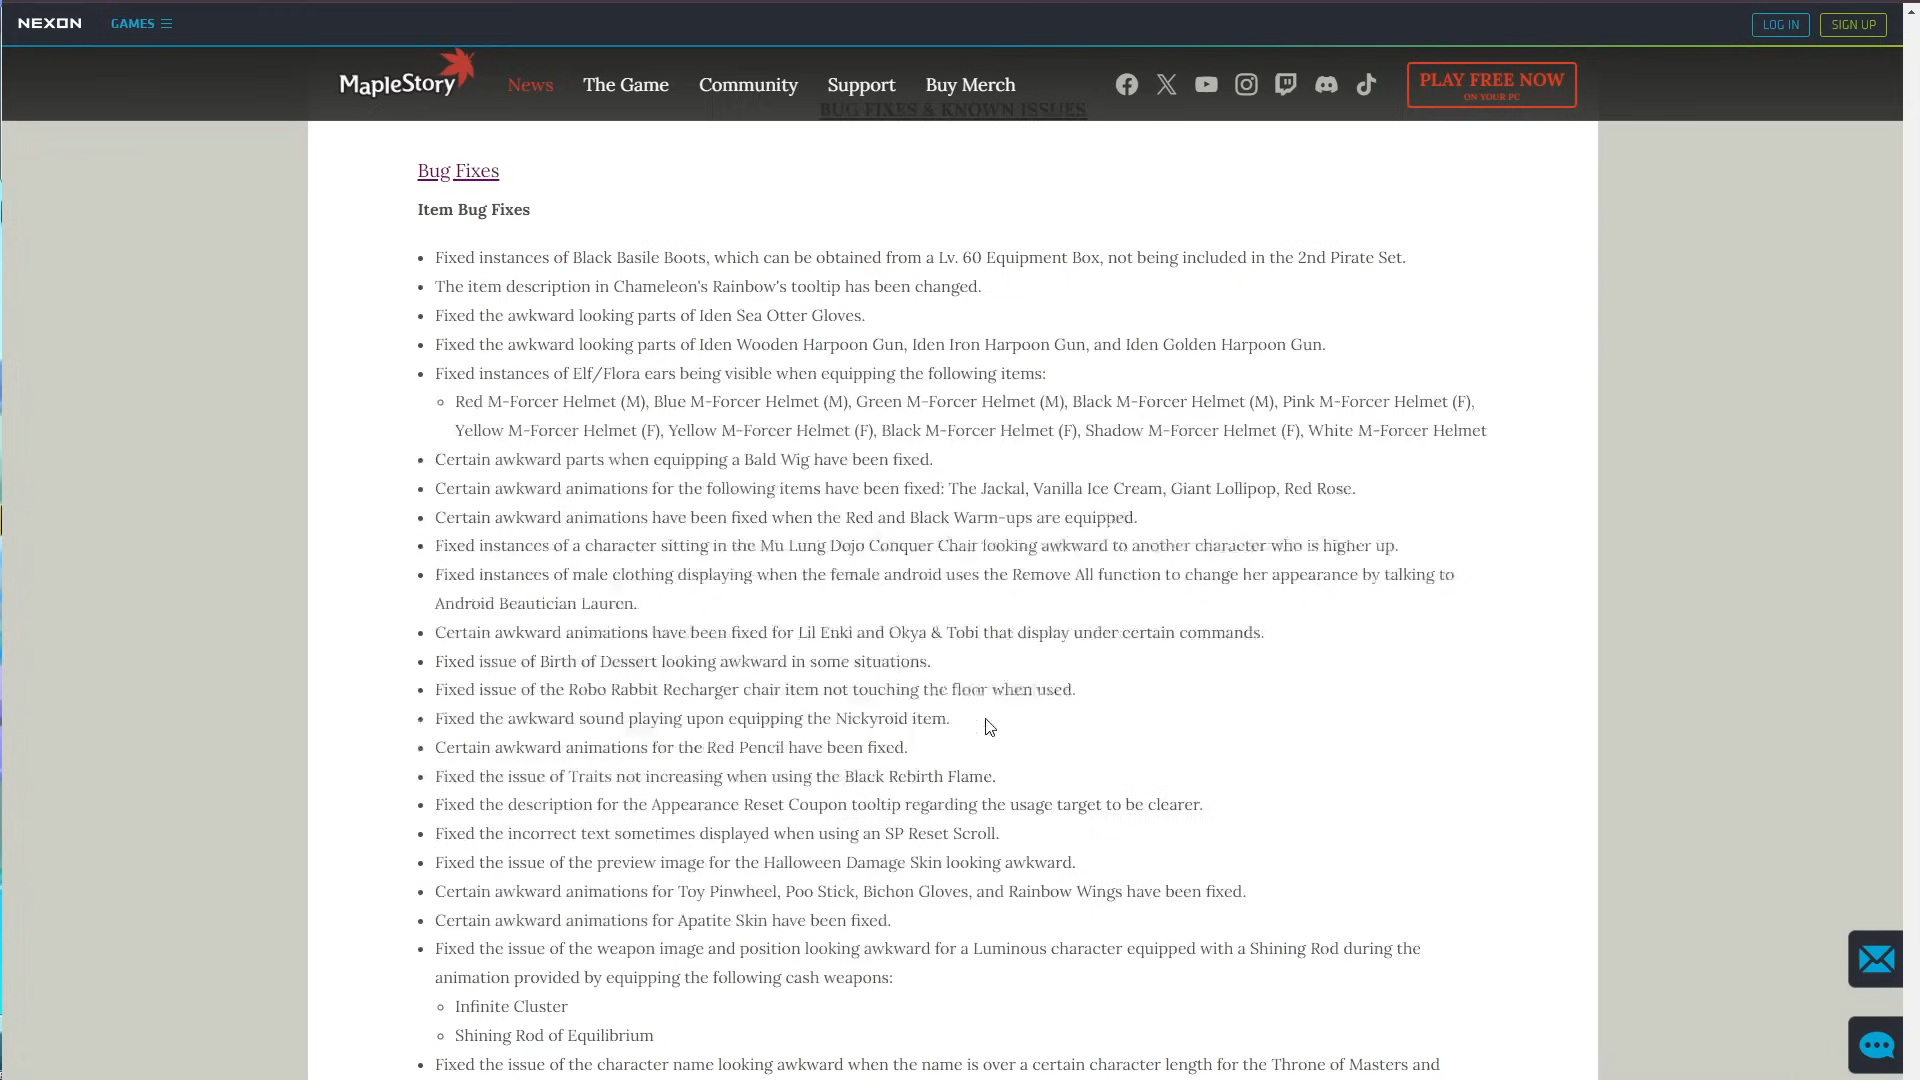 NEXON GAMES LOG IN SIGN UP
MapleStory News The Game Community Support Buy Merch PLAY FREE NOW
ON YOUR PC
BUG FIXES & KNOWN ISSUES
Bug Fixes
Item Bug Fixes
• Fixed instances of Black Basile Boots, which can be obtained from a Lv. 60 Equipment Box, not being included in the 2nd Pirate Set.
• The item description in Chameleon's Rainbow's tooltip has been changed.
• Fixed the awkward looking parts of Iden Sea Otter Gloves.
• Fixed the awkward looking parts of Iden Wooden Harpoon Gun, Iden Iron Harpoon Gun, and Iden Golden Harpoon Gun.
• Fixed instances of Elf/Flora ears being visible when equipping the following items:
◦ Red M-Forcer Helmet (M), Blue M-Forcer Helmet (M), Green M-Forcer Helmet (M), Black M-Forcer Helmet (M), Pink M-Forcer Helmet (F),
Yellow M-Forcer Helmet (F), Yellow M-Forcer Helmet (F), Black M-Forcer Helmet (F), Shadow M-Forcer Helmet (F), White M-Forcer Helmet
• Certain awkward parts when equipping a Bald Wig have been fixed.
• Certain awkward animations for the following items have been fixed: The Jackal, Vanilla Ice Cream, Giant Lollipop, Red Rose.
• Certain awkward animations have been fixed when the Red and Black Warm-ups are equipped.
• Fixed instances of a character sitting in the Mu Lung Dojo Conquer Chair looking awkward to another character who is higher up.
• Fixed instances of male clothing displaying when the female android uses the Remove All function to change her appearance by talking to
Android Beautician Lauren.
• Certain awkward animations have been fixed for Lil Enki and Okya & Tobi that display under certain commands.
• Fixed issue of Birth of Dessert looking awkward in some situations.
• Fixed issue of the Robo Rabbit Recharger chair item not touching the floor when used.
• Fixed the awkward sound playing upon equipping the Nickyroid item.
• Certain awkward animations for the Red Pencil have been fixed.
• Fixed the issue of Traits not increasing when using the Black Rebirth Flame.
• Fixed the description for the Appearance Reset Coupon tooltip regarding the usage target to be clearer.
• Fixed the incorrect text sometimes displayed when using an SP Reset Scroll.
• Fixed the issue of the preview image for the Halloween Damage Skin looking awkward.
• Certain awkward animations for Toy Pinwheel, Poo Stick, Bichon Gloves, and Rainbow Wings have been fixed.
• Certain awkward animations for Apatite Skin have been fixed.
• Fixed the issue of the weapon image and position looking awkward for a Luminous character equipped with a Shining Rod during the
animation provided by equipping the following cash weapons:
◦ Infinite Cluster
◦ Shining Rod of Equilibrium
• Fixed the issue of the character name looking awkward when the name is over a certain character length for the Throne of Masters and